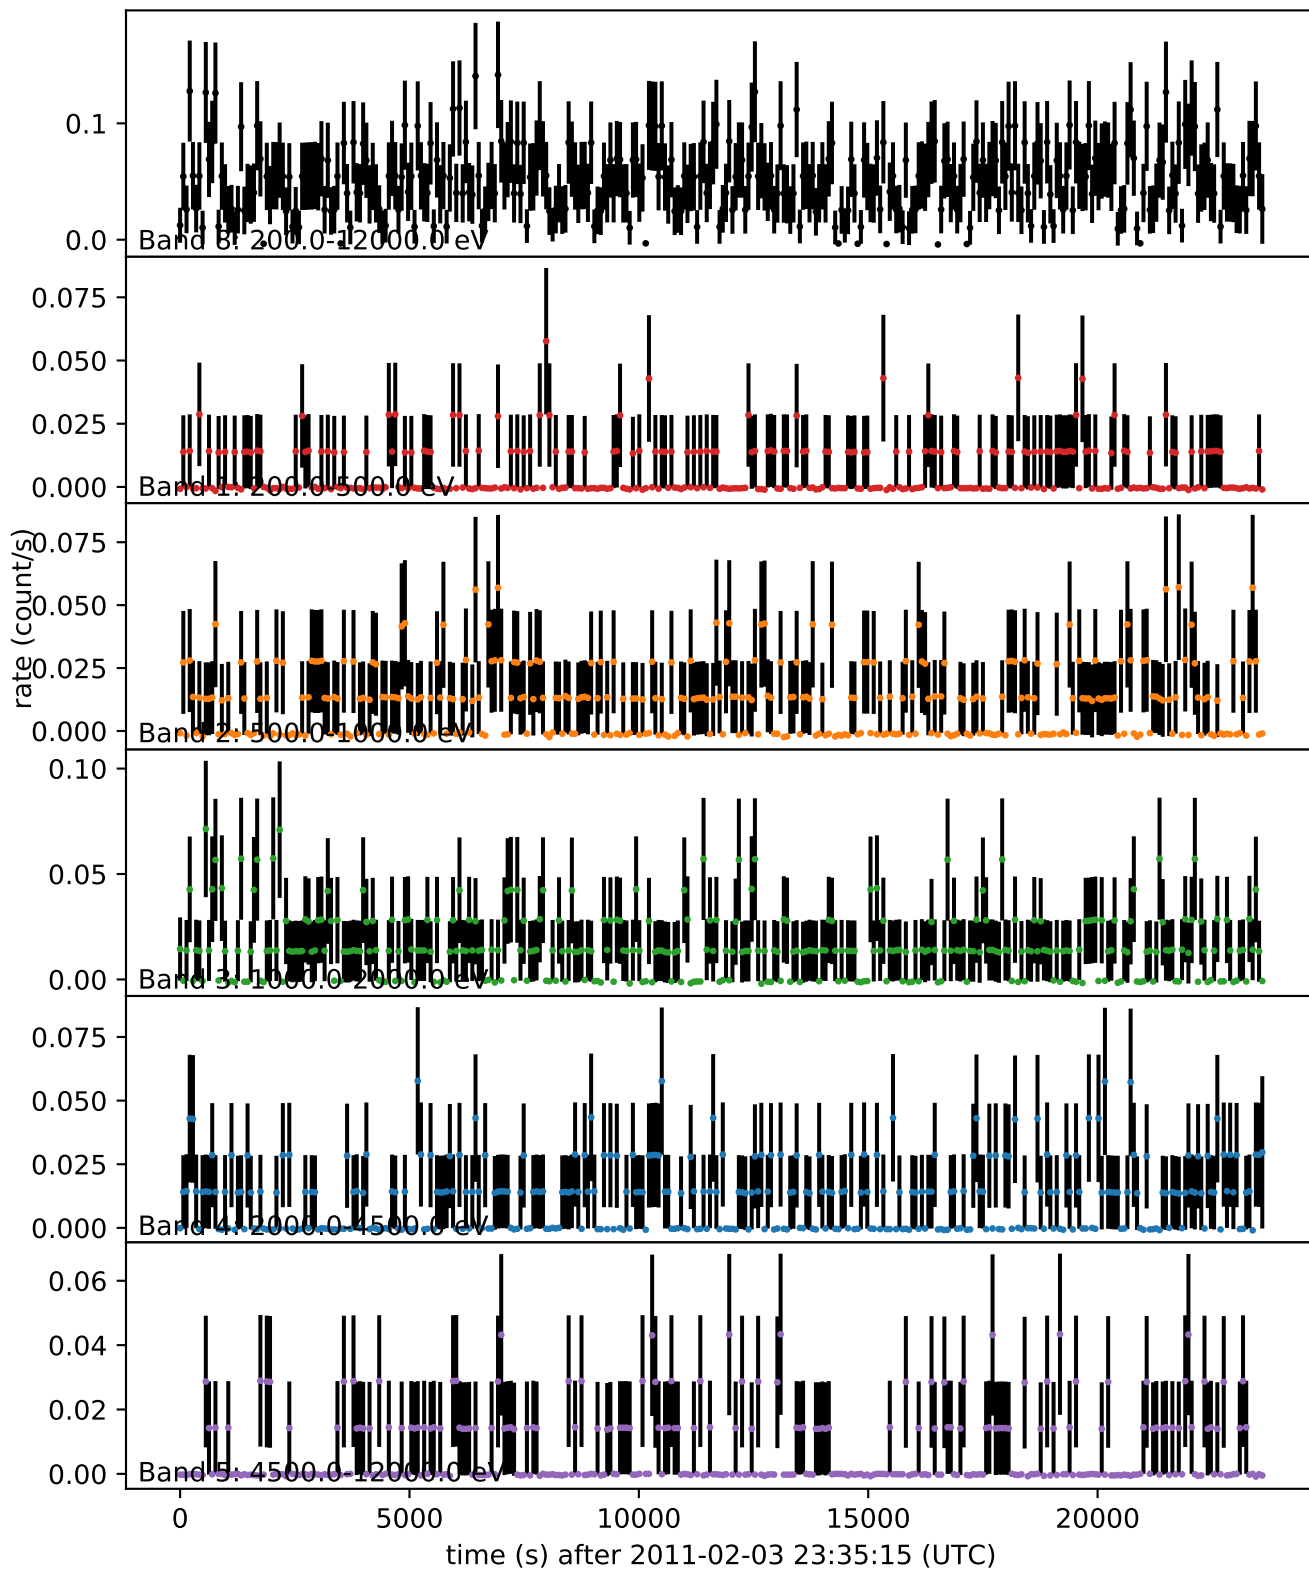 0.1
0.0
Band 8: 200.0-12000.0 eV
0.075
0.050
0.025
0.000
Band 1: 200.0-500.0 eV
0.075
0.050
0.025
0.000
Band 2: 500.0-1000.0 eV
rate (count/s)
0.10
0.05
0.00
Band 3: 1000.0-2000.0 eV
0.075
0.050
0.025
0.000
Band 4: 2000.0-4500.0 eV
0.06
0.04
0.02
0.00
Band 5: 4500.0-12000.0 eV
0 5000 10000 15000 20000
time (s) after 2011-02-03 23:35:15 (UTC)